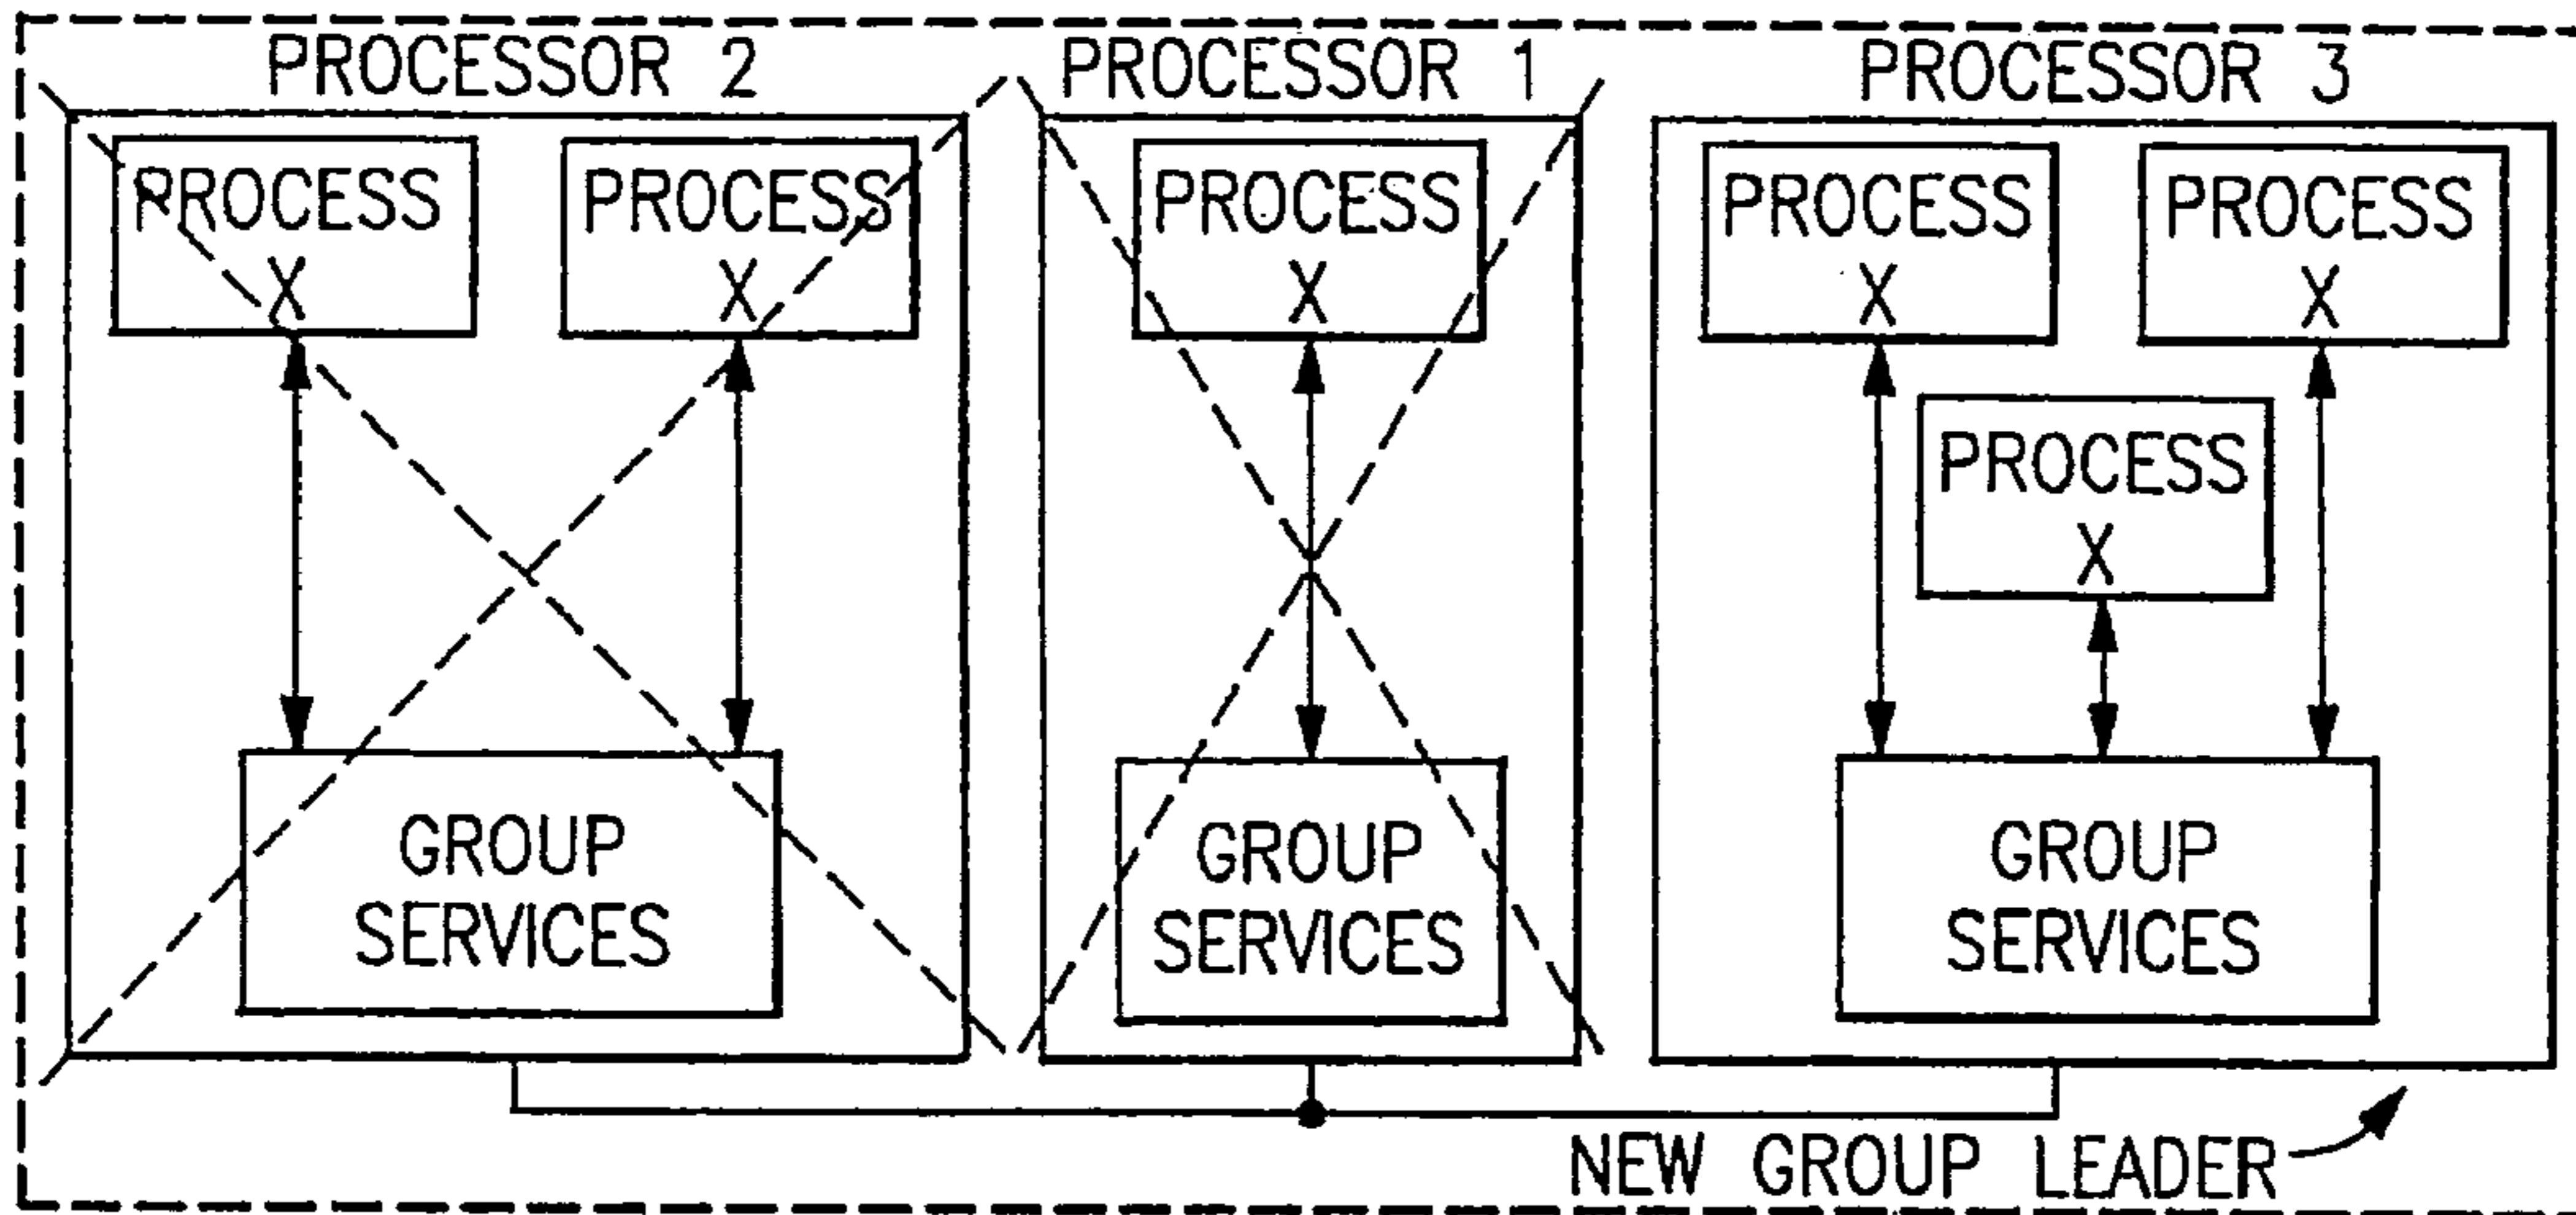 PROCESSOR 2
PROCESSOR 1
PROCESSOR 3
PROCESS
X
PROCESS
X
PROCESS
X
PROCESS
X
PROCESS
X
PROCESS
X
GROUP
SERVICES
GROUP
SERVICES
GROUP
SERVICES
NEW GROUP LEADER